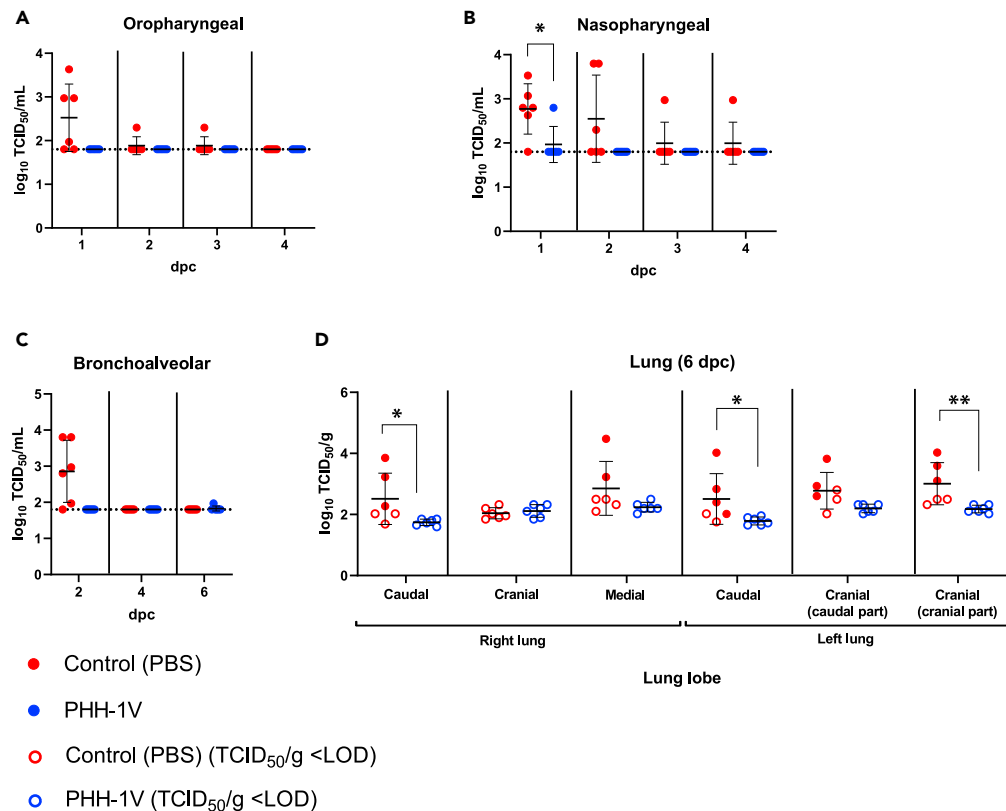 A
Oropharyngeal
log10 TCID50/mL
4
3
2
1
0
1 2 3 4
dpc
B
Nasopharyngeal
*
log10 TCID50/mL
4
3
2
1
0
1 2 3 4
dpc
C
Bronchoalveolar
log10 TCID50/mL
5
4
3
2
1
0
2 4 6
dpc
D
Lung (6 dpc)
* * **
log10 TCID50/g
6
4
2
0
Caudal Cranial Medial Caudal Cranial Cranial
(caudal part) (cranial part)
Right lung Left lung
Lung lobe
Control (PBS)
PHH-1V
Control (PBS) (TCID50/g <LOD)
PHH-1V (TCID50/g <LOD)